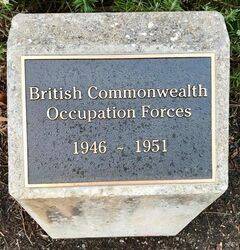 British Commonwealth
Occupation Forces
1946 ~ 1951